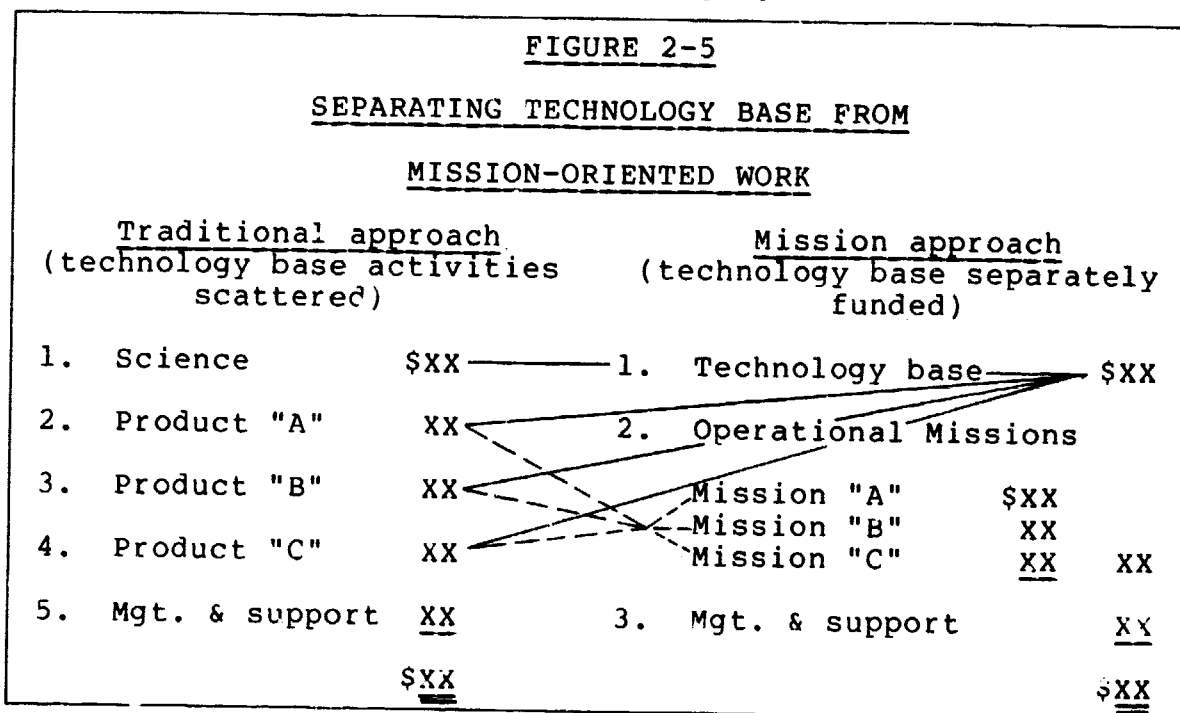 FIGURE 2-5
SEPARATING TECHNOLOGY BASE FROM
MISSION-ORIENTED WORK
Traditional approach
(technology base activities
scattered)
1. Science $XX
2. Product "A" XX
3. Product "B" XX
4. Product "C" XX
5. Mgt. & support XX
$XX
Mission approach
(technology base separately
funded)
1. Technology base $XX
2. Operational Missions
Mission "A" $XX
Mission "B" XX
Mission "C" XX XX
3. Mgt. & support XX
$XX